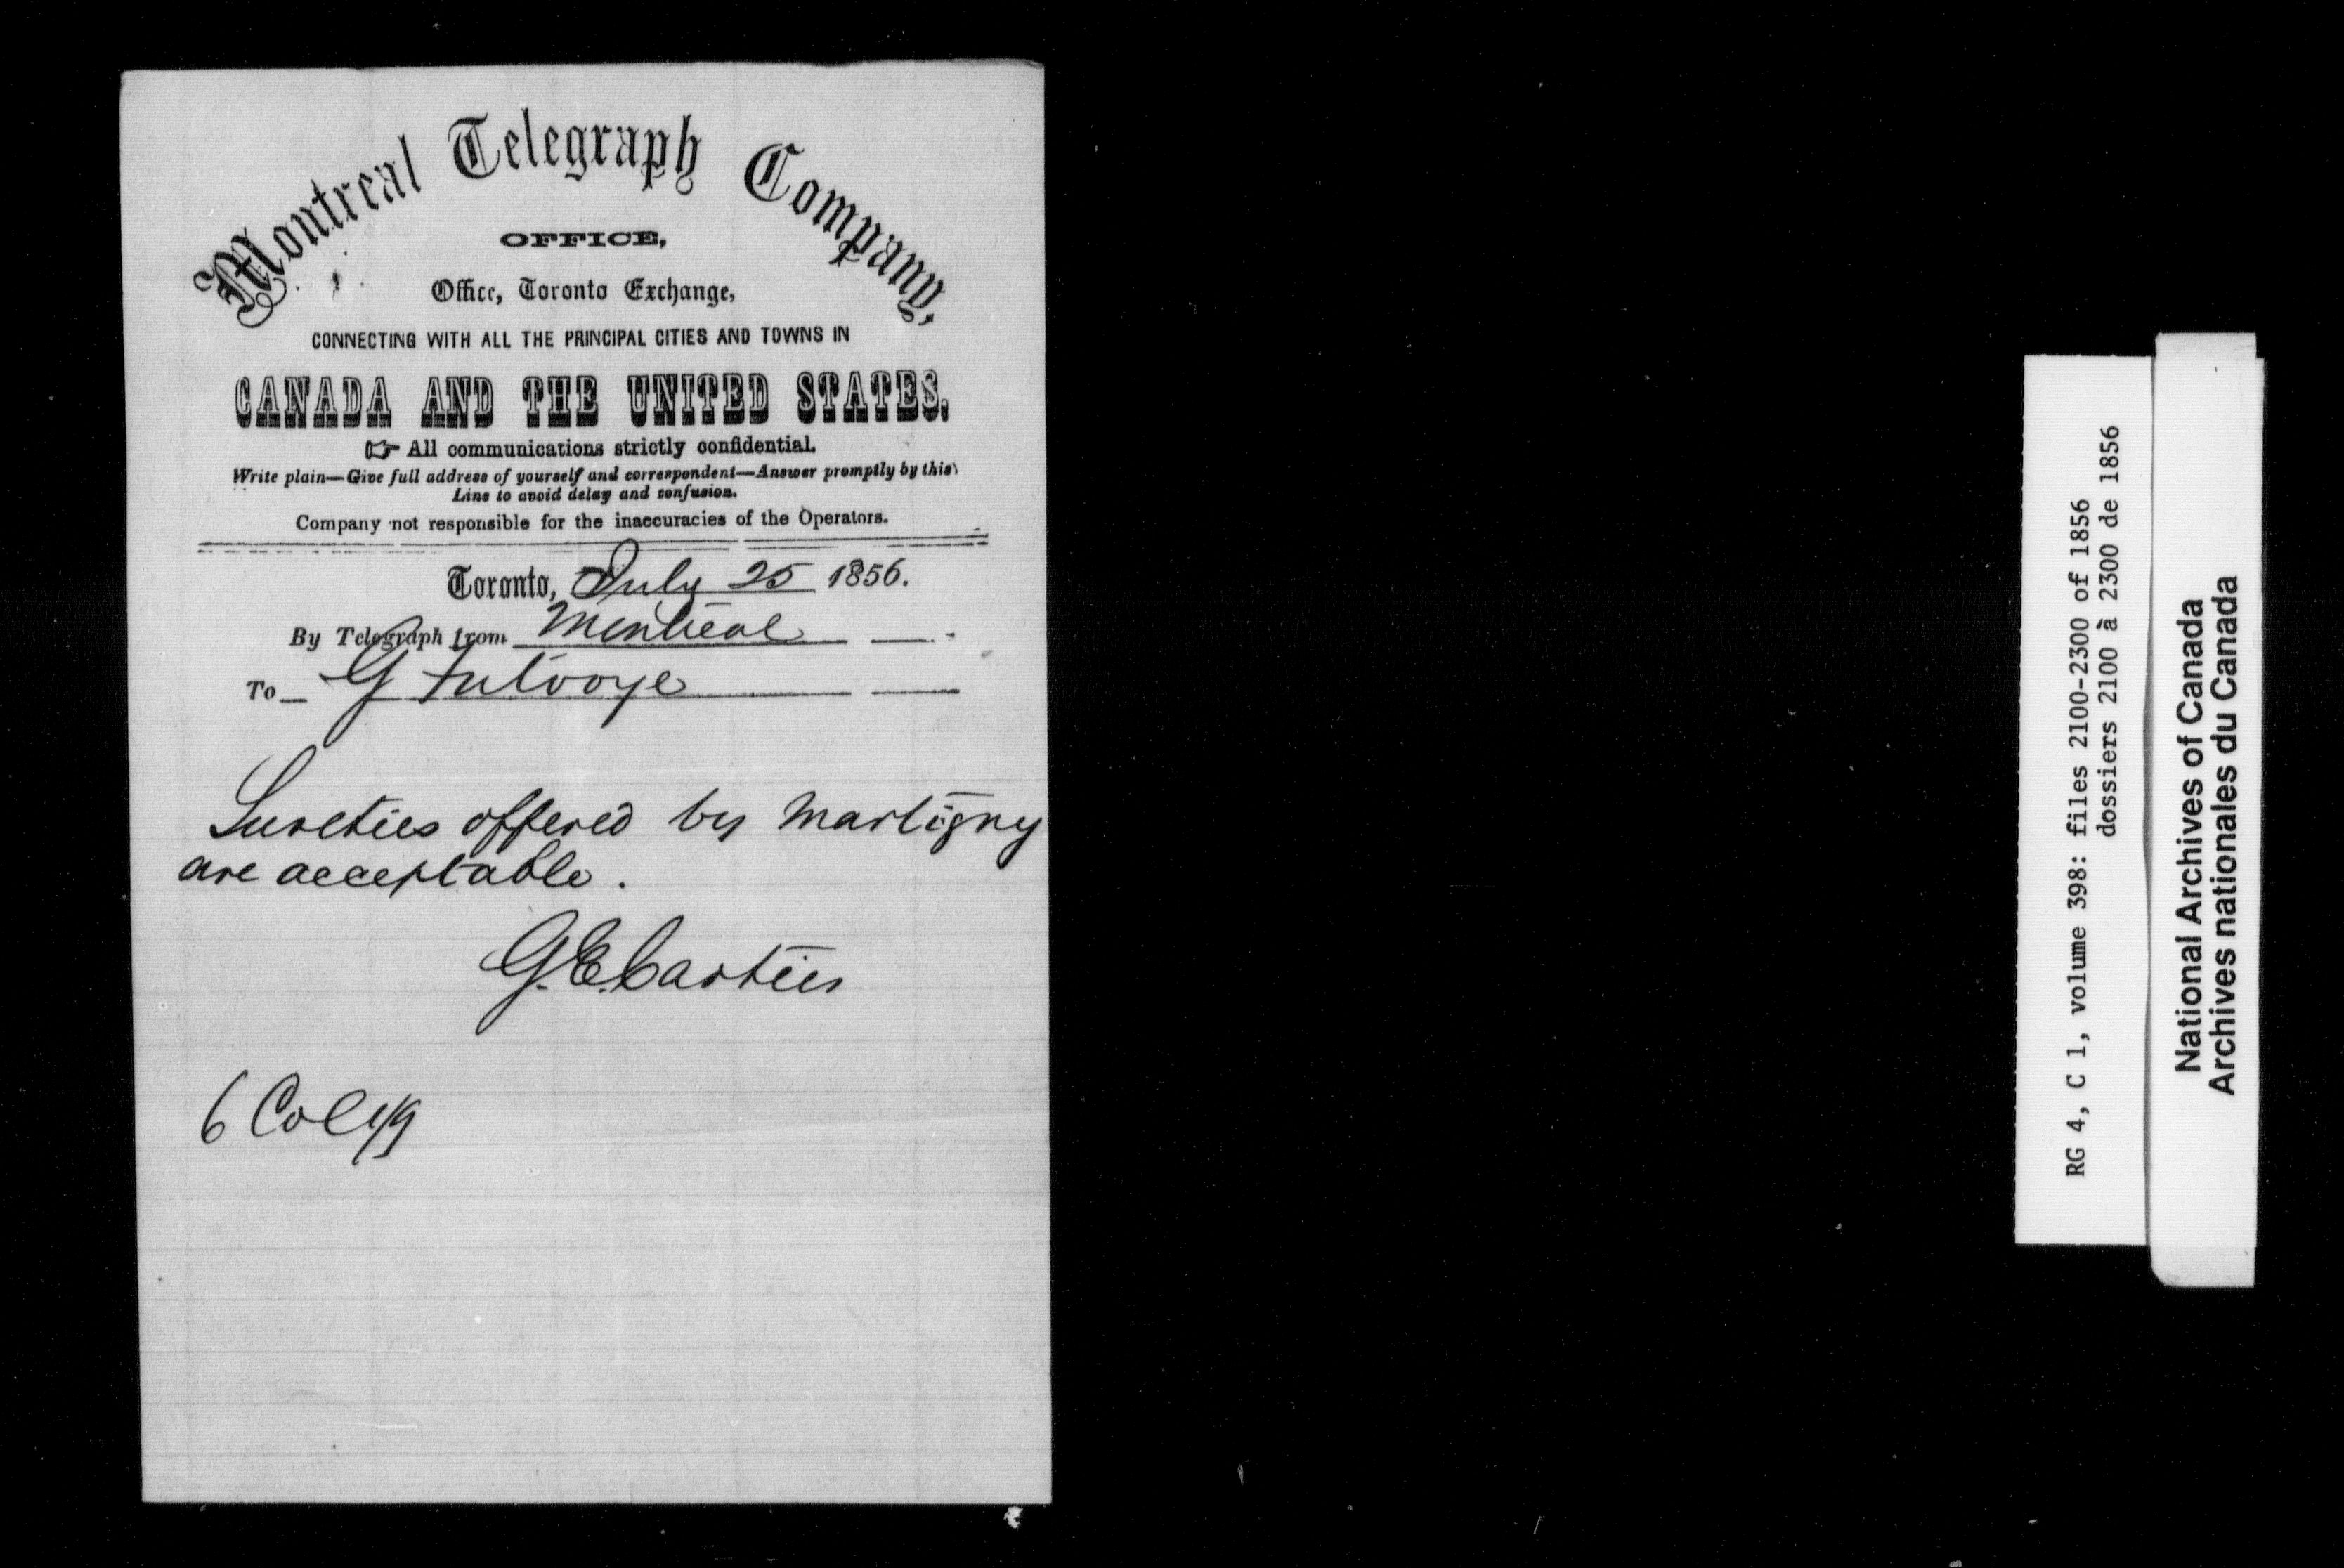 Montreal Telegraph Company,
OFFICE,
Office, Toronto Exchange,
CONNECTING WITH ALL THE PRINCIPAL CITIES AND TOWNS IN
CANADA AND THE UNITED STATES.
☞ All communications strictly confidential.
Write plain—Give full address of yourself and correspondent—Answer promptly by this
Line to avoid delay and confusion.
Company not responsible for the inaccuracies of the Operators.
Toronto, July 25 1856.
By Telegraph from Montreal
To G Futvoye
Sureties offered by Martigny
are acceptable.
G.E. Cartier
6 Col
RG 4, C 1, volume 398: files 2100-2300 of 1856
dossiers 2100 à 2300 de 1856
National Archives of Canada
Archives nationales du Canada